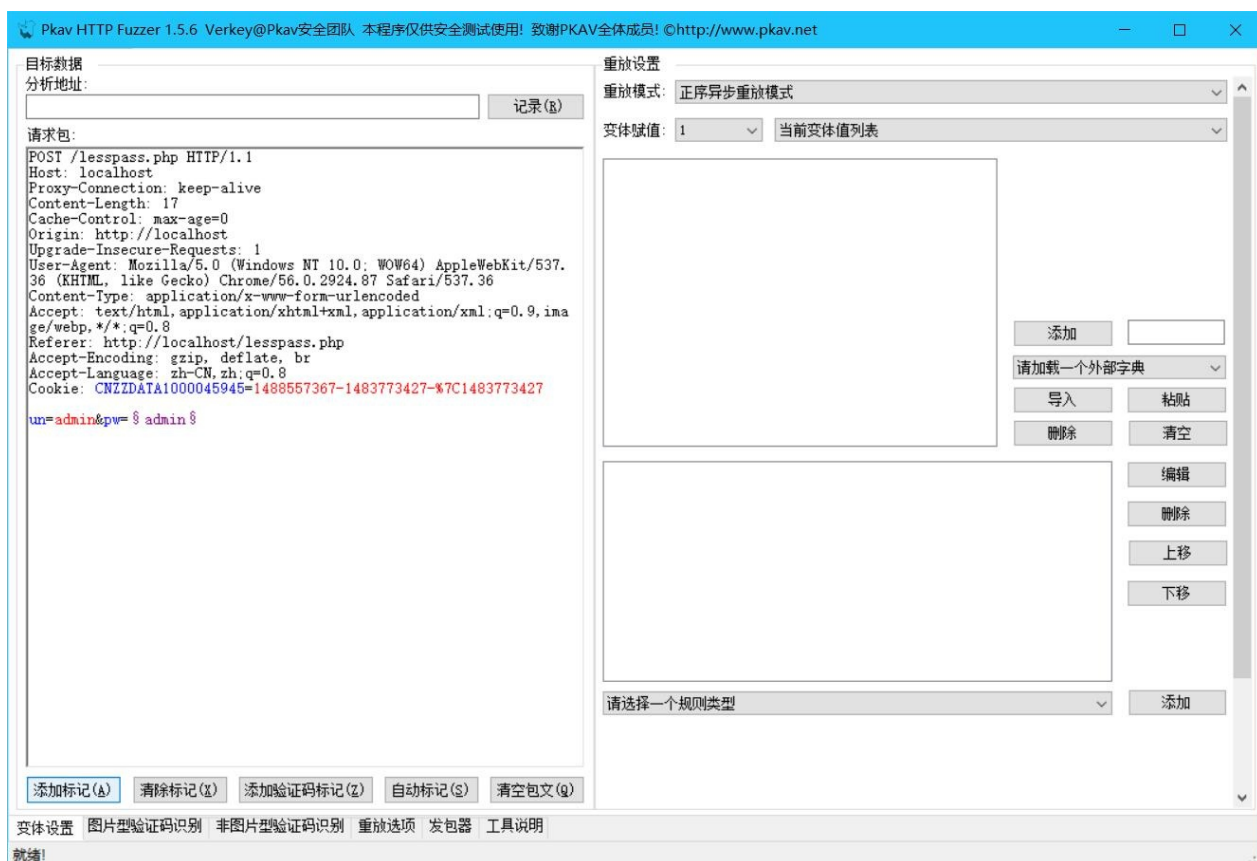 Pkav HTTP Fuzzer 1.5.6 Verkey@Pkav安全团队 本程序仅供安全测试使用! 致谢PKAV全体成员! ©http://www.pkav.net
目标数据
分析地址:
记录(R)
请求包:
POST /lesspass.php HTTP/1.1
Host: localhost
Proxy-Connection: keep-alive
Content-Length: 17
Cache-Control: max-age=0
Origin: http://localhost
Upgrade-Insecure-Requests: 1
User-Agent: Mozilla/5.0 (Windows NT 10.0; WOW64) AppleWebKit/537.
36 (KHTML, like Gecko) Chrome/56.0.2924.87 Safari/537.36
Content-Type: application/x-www-form-urlencoded
Accept: text/html,application/xhtml+xml,application/xml;q=0.9,ima
ge/webp,*/*;q=0.8
Referer: http://localhost/lesspass.php
Accept-Encoding: gzip, deflate, br
Accept-Language: zh-CN,zh;q=0.8
Cookie: CNZZDATA1000045945=1488557367-1483773427-%7C1483773427
un=admin&pw=§admin§
添加标记(A) 清除标记(X) 添加验证码标记(Z) 自动标记(S) 清空包文(Q)
重放设置
重放模式: 正序异步重放模式
变体赋值: 1 当前变体值列表
添加
请加载一个外部字典
导入 粘贴
删除 清空
编辑
删除
上移
下移
请选择一个规则类型 添加
变体设置 图片型验证码识别 非图片型验证码识别 重放选项 发包器 工具说明
就绪!